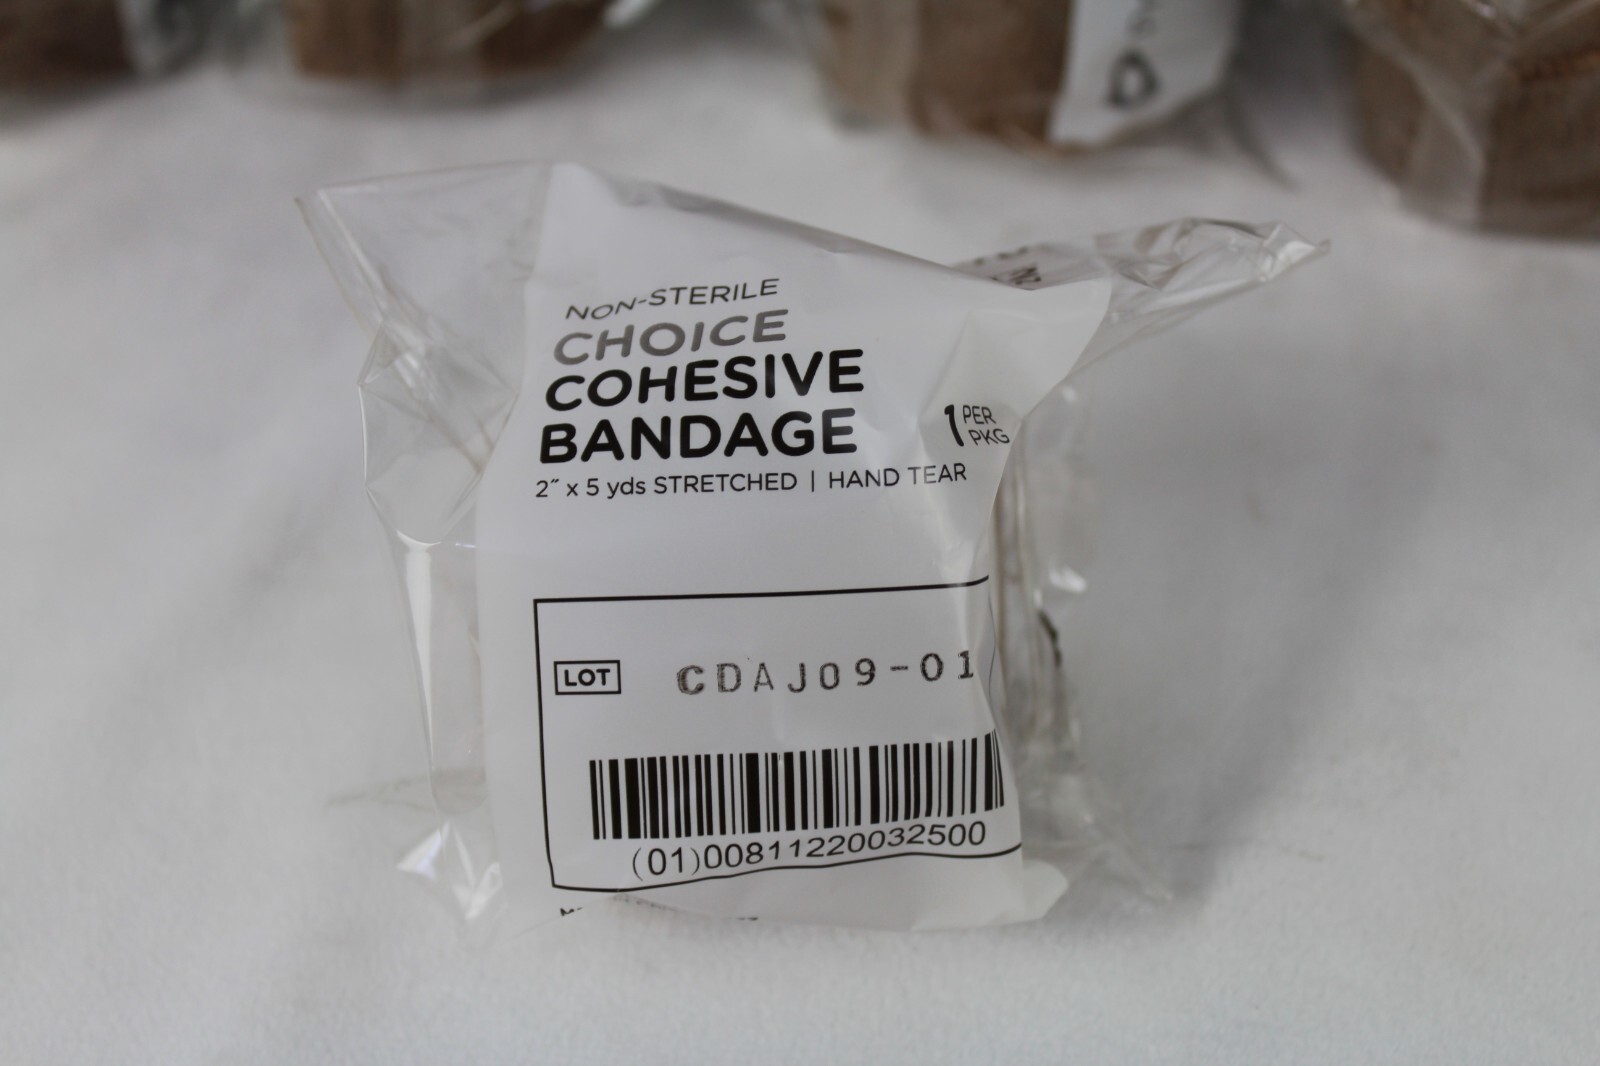 NON-STERILE
CHOICE
COHESIVE
BANDAGE
1 PER
PKG
2" x 5 yds STRETCHED | HAND TEAR
LOT CDAJ09-01
(01)00811220032500